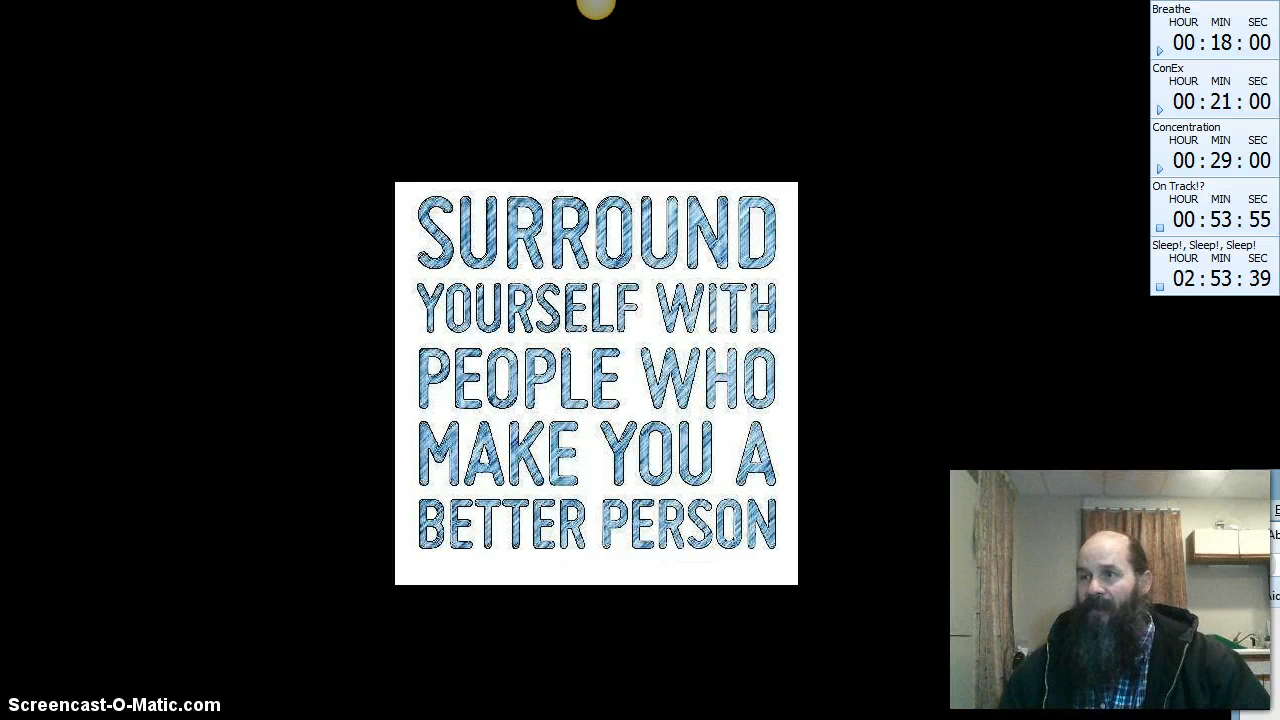 Breathe
HOUR MIN SEC
00 : 18 : 00
ConEx
HOUR MIN SEC
00 : 21 : 00
Concentration
HOUR MIN SEC
00 : 29 : 00
On Track!?
HOUR MIN SEC
00 : 53 : 55
Sleep!, Sleep!, Sleep!
HOUR MIN SEC
02 : 53 : 39
SURROUND
YOURSELF WITH
PEOPLE WHO
MAKE YOU A
BETTER PERSON
Screencast-O-Matic.com